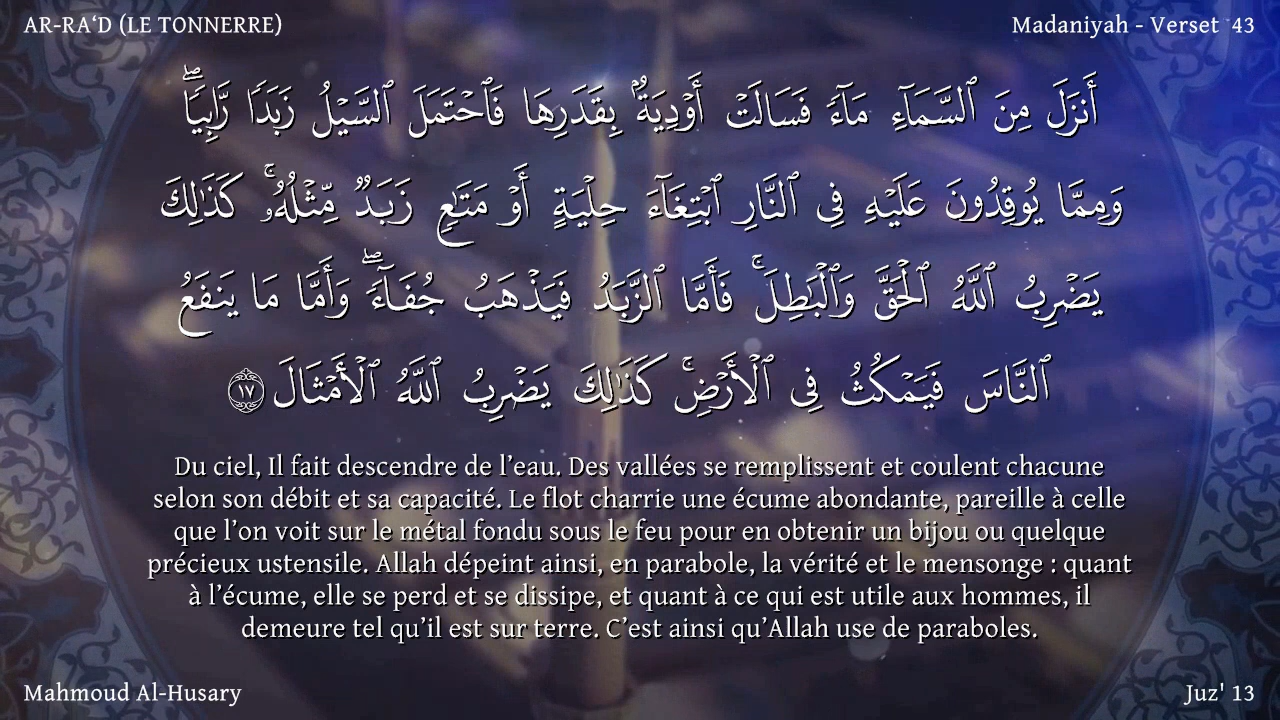 AR-RA‘D (LE TONNERRE)
Madaniyah - Verset 43
أَنزَلَ مِنَ ٱلسَّمَآءِ مَآءً فَسَالَتْ أَوْدِيَةٌۢ بِقَدَرِهَا فَٱحْتَمَلَ ٱلسَّيْلُ زَبَدًا رَّابِيًا ۖ
وَمِمَّا يُوقِدُونَ عَلَيْهِ فِى ٱلنَّارِ ٱبْتِغَآءَ حِلْيَةٍ أَوْ مَتَـٰعٍ زَبَدٌ مِّثْلُهُۥ ۚ كَذَٰلِكَ
يَضْرِبُ ٱللَّهُ ٱلْحَقَّ وَٱلْبَـٰطِلَ ۚ فَأَمَّا ٱلزَّبَدُ فَيَذْهَبُ جُفَآءً ۖ وَأَمَّا مَا يَنفَعُ
ٱلنَّاسَ فَيَمْكُثُ فِى ٱلْأَرْضِ ۚ كَذَٰلِكَ يَضْرِبُ ٱللَّهُ ٱلْأَمْثَالَ ١٧
Du ciel, Il fait descendre de l’eau. Des vallées se remplissent et coulent chacune
selon son débit et sa capacité. Le flot charrie une écume abondante, pareille à celle
que l’on voit sur le métal fondu sous le feu pour en obtenir un bijou ou quelque
précieux ustensile. Allah dépeint ainsi, en parabole, la vérité et le mensonge : quant
à l’écume, elle se perd et se dissipe, et quant à ce qui est utile aux hommes, il
demeure tel qu’il est sur terre. C’est ainsi qu’Allah use de paraboles.
Mahmoud Al-Husary
Juz' 13